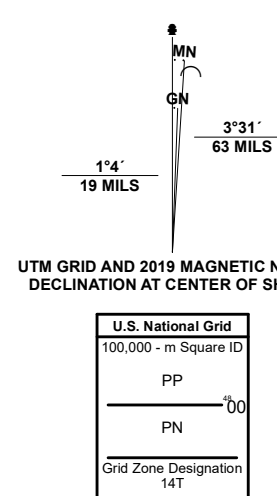 MN
GN
3°31´
63 MILS
1°4´
19 MILS
UTM GRID AND 2019 MAGNETIC N
DECLINATION AT CENTER OF SH
U.S. National Grid
100,000 - m Square ID
PP
4800
PN
Grid Zone Designation
14T